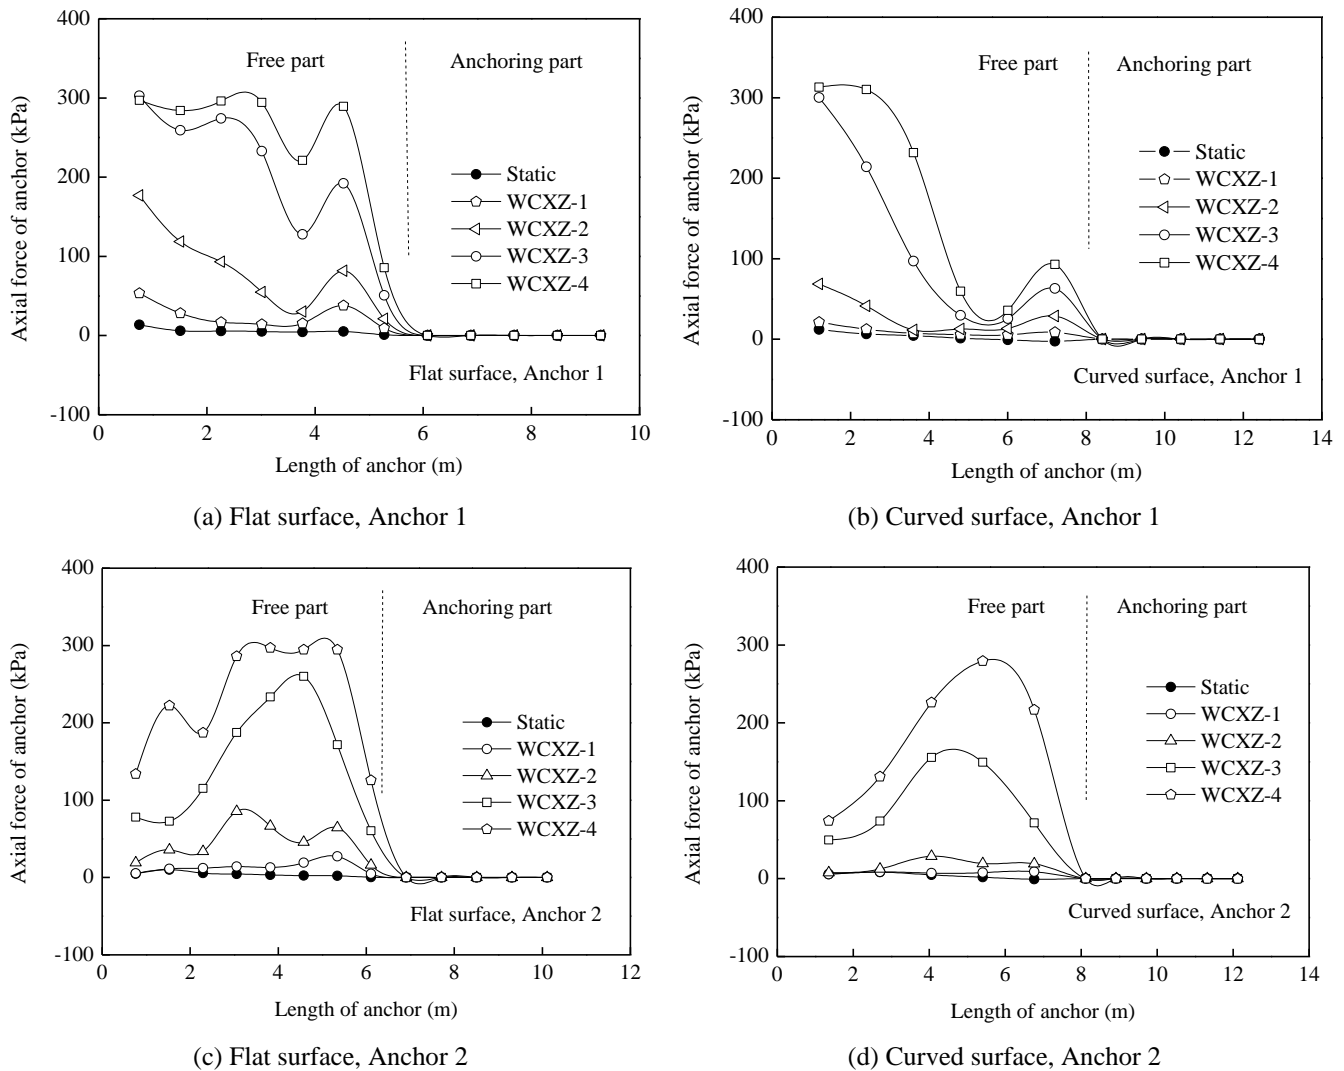 400
300
200
100
0
-100
Axial force of anchor (kPa)
Free part
Anchoring part
Static
WCXZ-1
WCXZ-2
WCXZ-3
WCXZ-4
Flat surface, Anchor 1
0 2 4 6 8 10
Length of anchor (m)
(a) Flat surface, Anchor 1
400
300
200
100
0
-100
Axial force of anchor (kPa)
Free part
Anchoring part
Static
WCXZ-1
WCXZ-2
WCXZ-3
WCXZ-4
Curved surface, Anchor 1
0 2 4 6 8 10 12 14
Length of anchor (m)
(b) Curved surface, Anchor 1
400
300
200
100
0
-100
Axial force of anchor (kPa)
Free part
Anchoring part
Static
WCXZ-1
WCXZ-2
WCXZ-3
WCXZ-4
Flat surface, Anchor 2
0 2 4 6 8 10 12
Length of anchor (m)
(c) Flat surface, Anchor 2
400
300
200
100
0
-100
Axial force of anchor (kPa)
Free part
Anchoring part
Static
WCXZ-1
WCXZ-2
WCXZ-3
WCXZ-4
Curved surface, Anchor 2
0 2 4 6 8 10 12 14
Length of anchor (m)
(d) Curved surface, Anchor 2